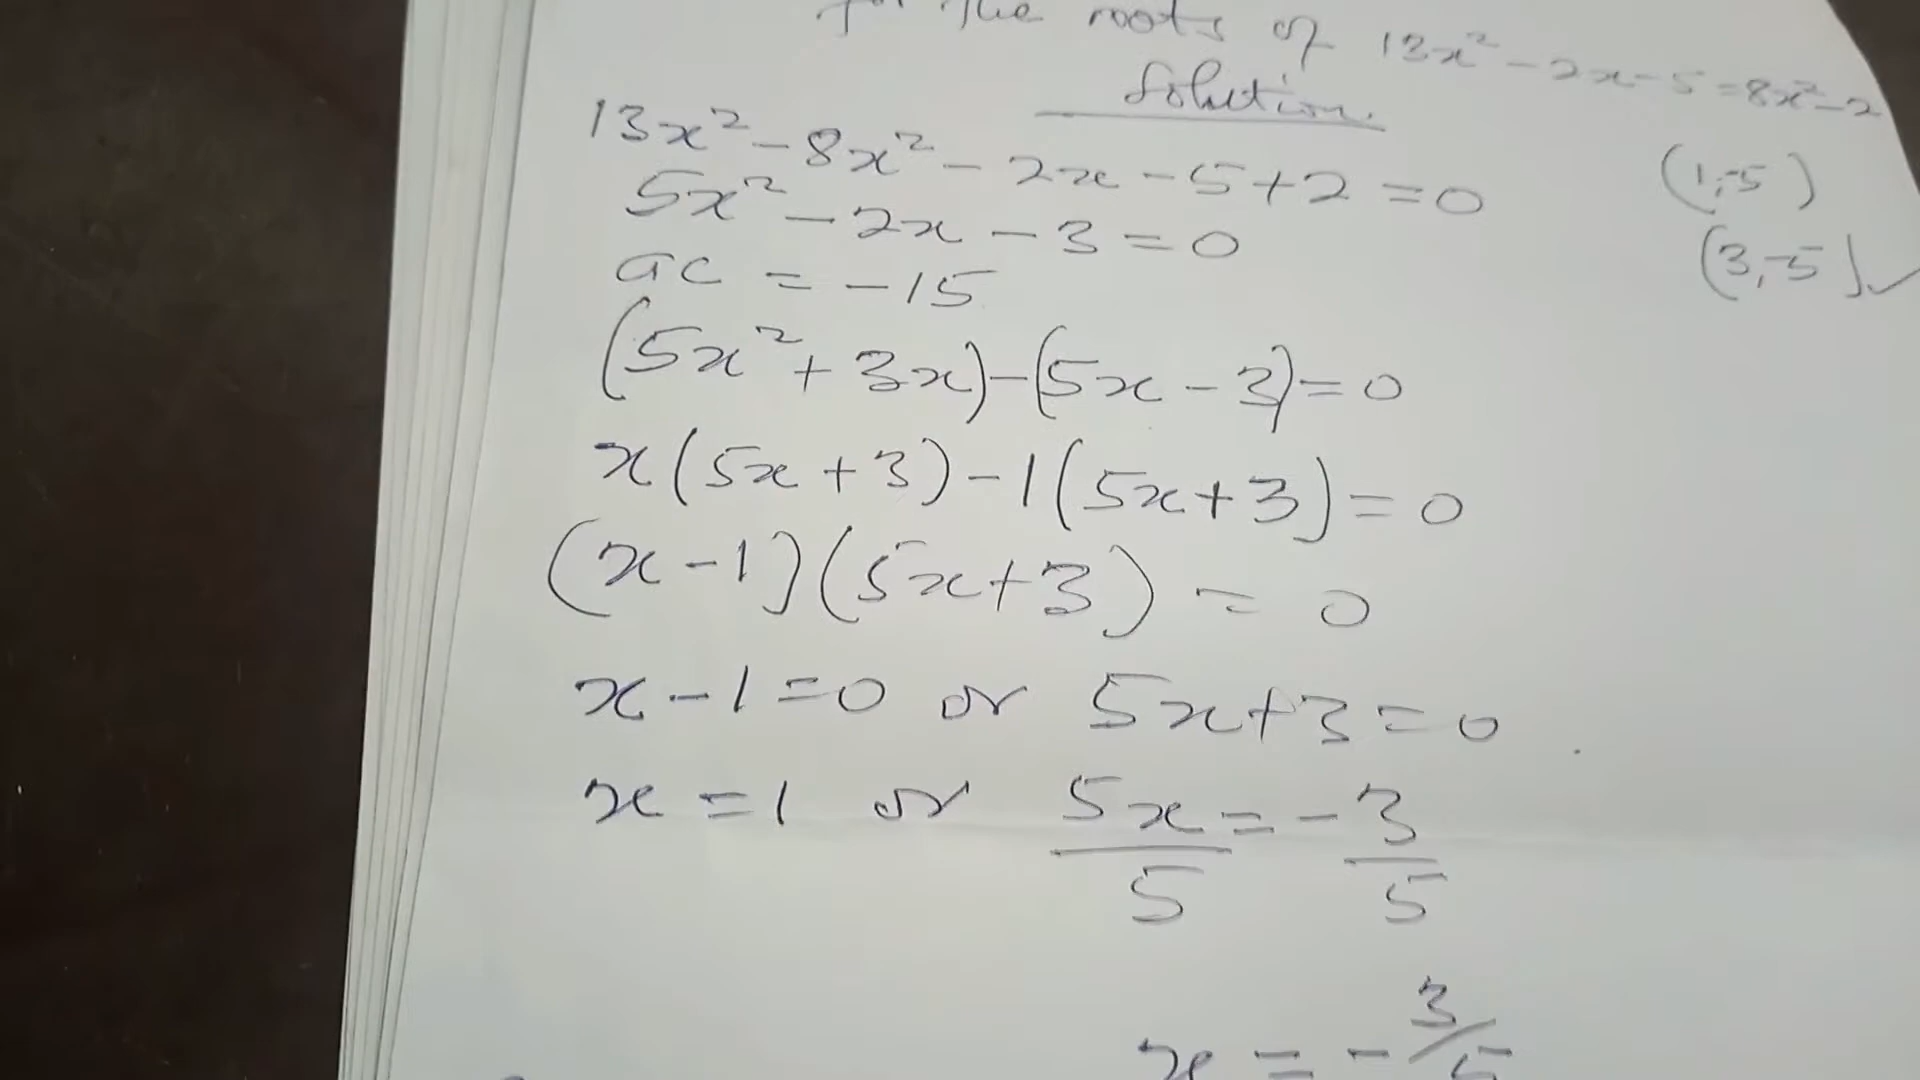 for the roots of 13x² - 2x - 5 = 8x² - 2
Solution
13x² - 8x² - 2x - 5 + 2 = 0
(1, -5)
5x² - 2x - 3 = 0
(3, -5) ✓
ac = -15
(5x² + 3x) - (5x - 3) = 0
x(5x + 3) - 1(5x + 3) = 0
(x - 1)(5x + 3) = 0
x - 1 = 0 or 5x + 3 = 0
x = 1 or 5x/5 = -3/5
x = -3/5